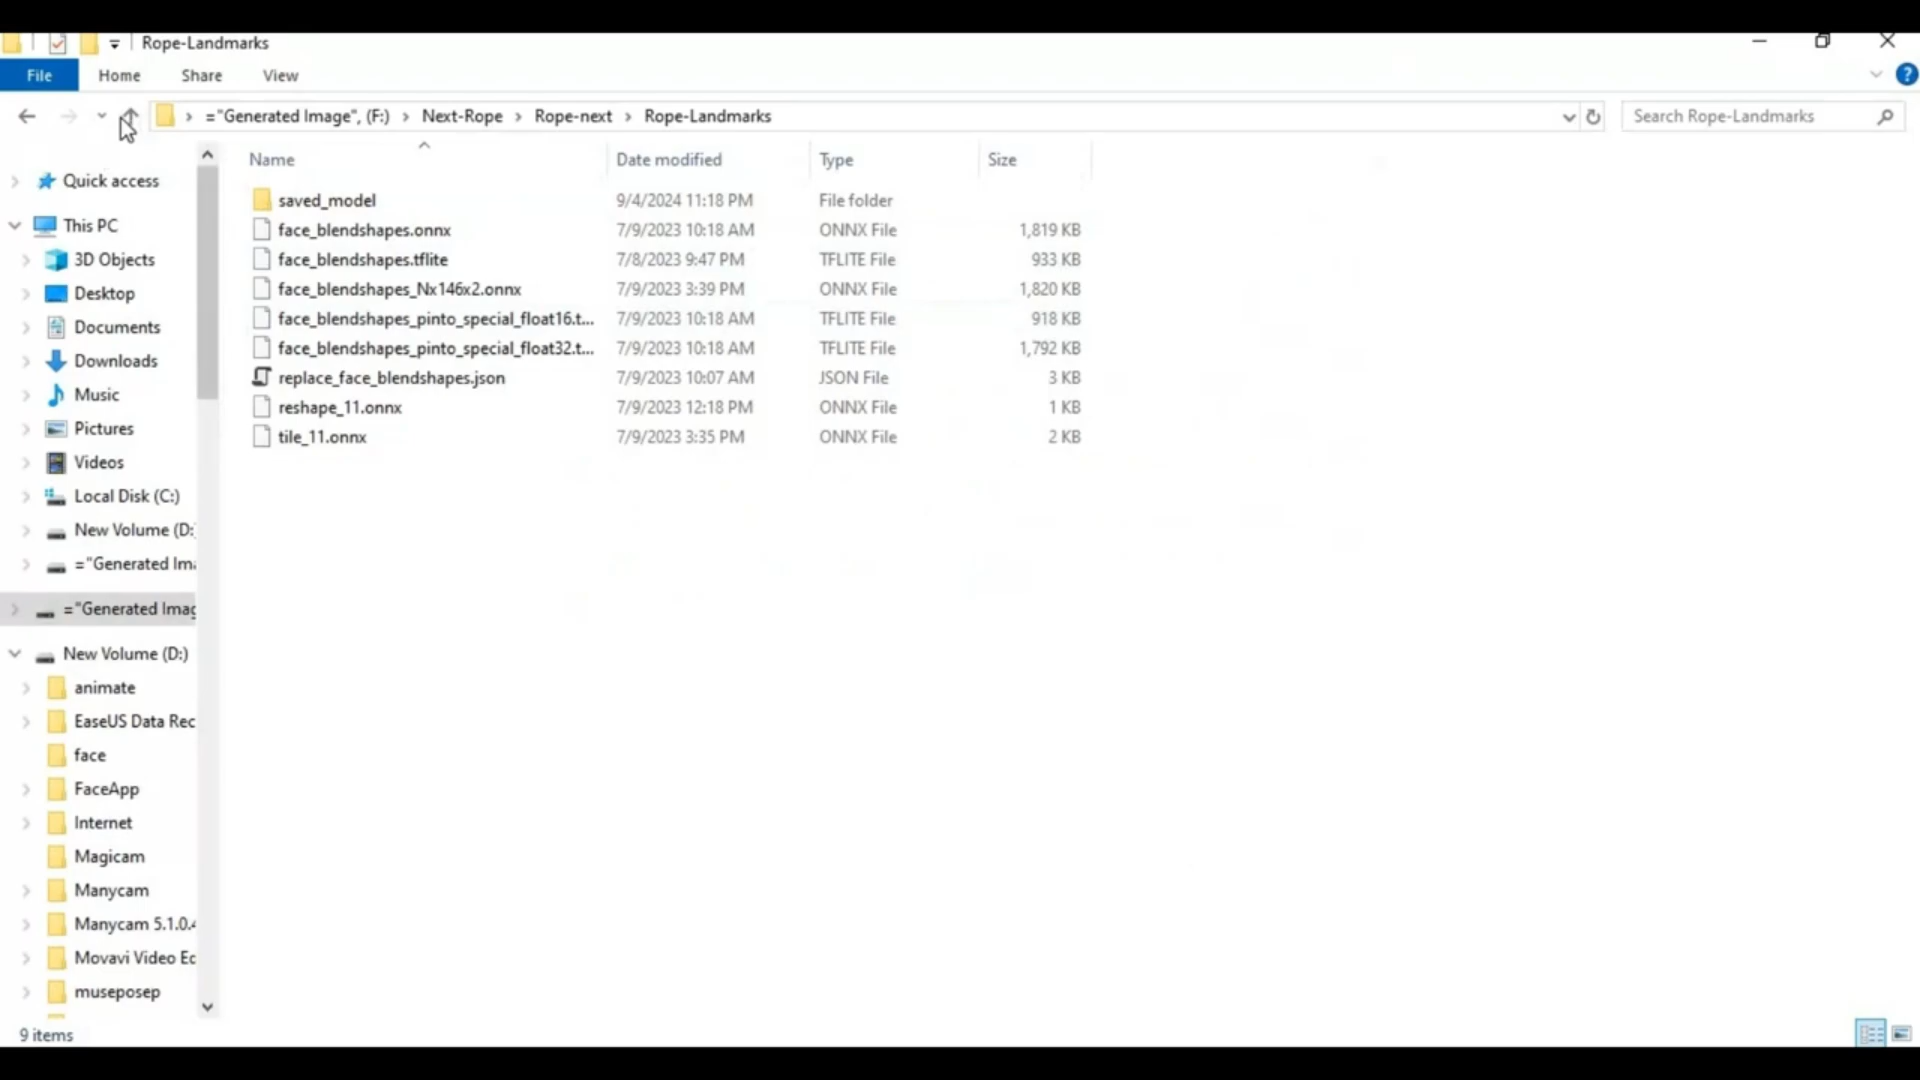 Rope-Landmarks
File Home Share View
="Generated Image", (F:) Next-Rope Rope-next Rope-Landmarks
Search Rope-Landmarks
Name Date modified Type Size
saved_model 9/4/2024 11:18 PM File folder
face_blendshapes.onnx 7/9/2023 10:18 AM ONNX File 1,819 KB
face_blendshapes.tflite 7/8/2023 9:47 PM TFLITE File 933 KB
face_blendshapes_Nx146x2.onnx 7/9/2023 3:39 PM ONNX File 1,820 KB
face_blendshapes_pinto_special_float16.t... 7/9/2023 10:18 AM TFLITE File 918 KB
face_blendshapes_pinto_special_float32.t... 7/9/2023 10:18 AM TFLITE File 1,792 KB
replace_face_blendshapes.json 7/9/2023 10:07 AM JSON File 3 KB
reshape_11.onnx 7/9/2023 12:18 PM ONNX File 1 KB
tile_11.onnx 7/9/2023 3:35 PM ONNX File 2 KB
Quick access
This PC
3D Objects
Desktop
Documents
Downloads
Music
Pictures
Videos
Local Disk (C:)
New Volume (D:
="Generated Ima
="Generated Imag
New Volume (D:)
animate
EaseUS Data Rec
face
FaceApp
Internet
Magicam
Manycam
Manycam 5.1.0.4
Movavi Video Ec
museposep
9 items